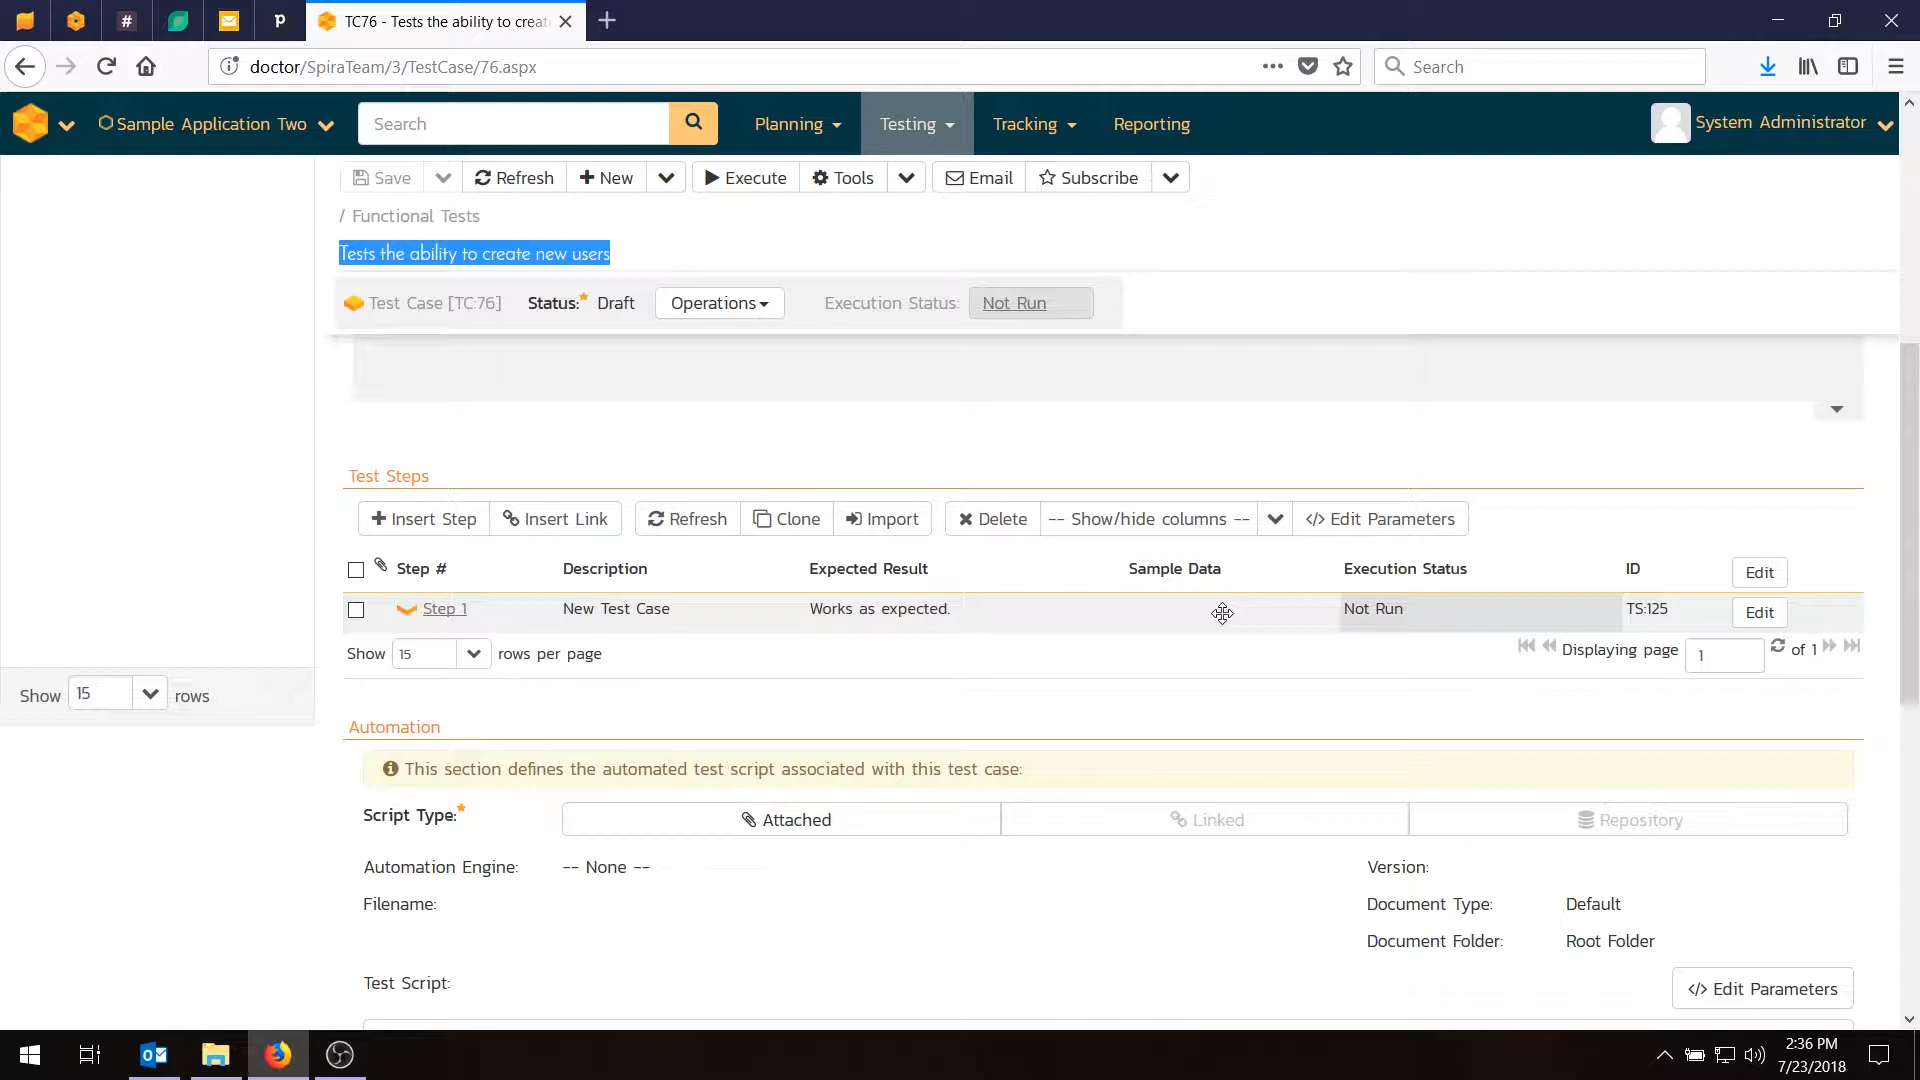 TC76 - Tests the ability to creat
doctor/SpiraTeam/3/TestCase/76.aspx
Search
Sample Application Two
Search
Planning
Testing
Tracking
Reporting
System Administrator
Save
Refresh
New
Execute
Tools
Email
Subscribe
/ Functional Tests
Tests the ability to create new users
Test Case [TC:76]
Status:* Draft
Operations
Execution Status: Not Run
Test Steps
Insert Step
Insert Link
Refresh
Clone
Import
Delete
-- Show/hide columns --
</> Edit Parameters
Step # Description Expected Result Sample Data Execution Status ID Edit
Step 1 New Test Case Works as expected. Not Run TS:125 Edit
Show 15 rows per page
Displaying page 1 of 1
Show 15 rows
Automation
This section defines the automated test script associated with this test case:
Script Type:* Attached Linked Repository
Automation Engine: -- None --
Version:
Filename:
Document Type: Default
Document Folder: Root Folder
Test Script:
</> Edit Parameters
2:36 PM
7/23/2018